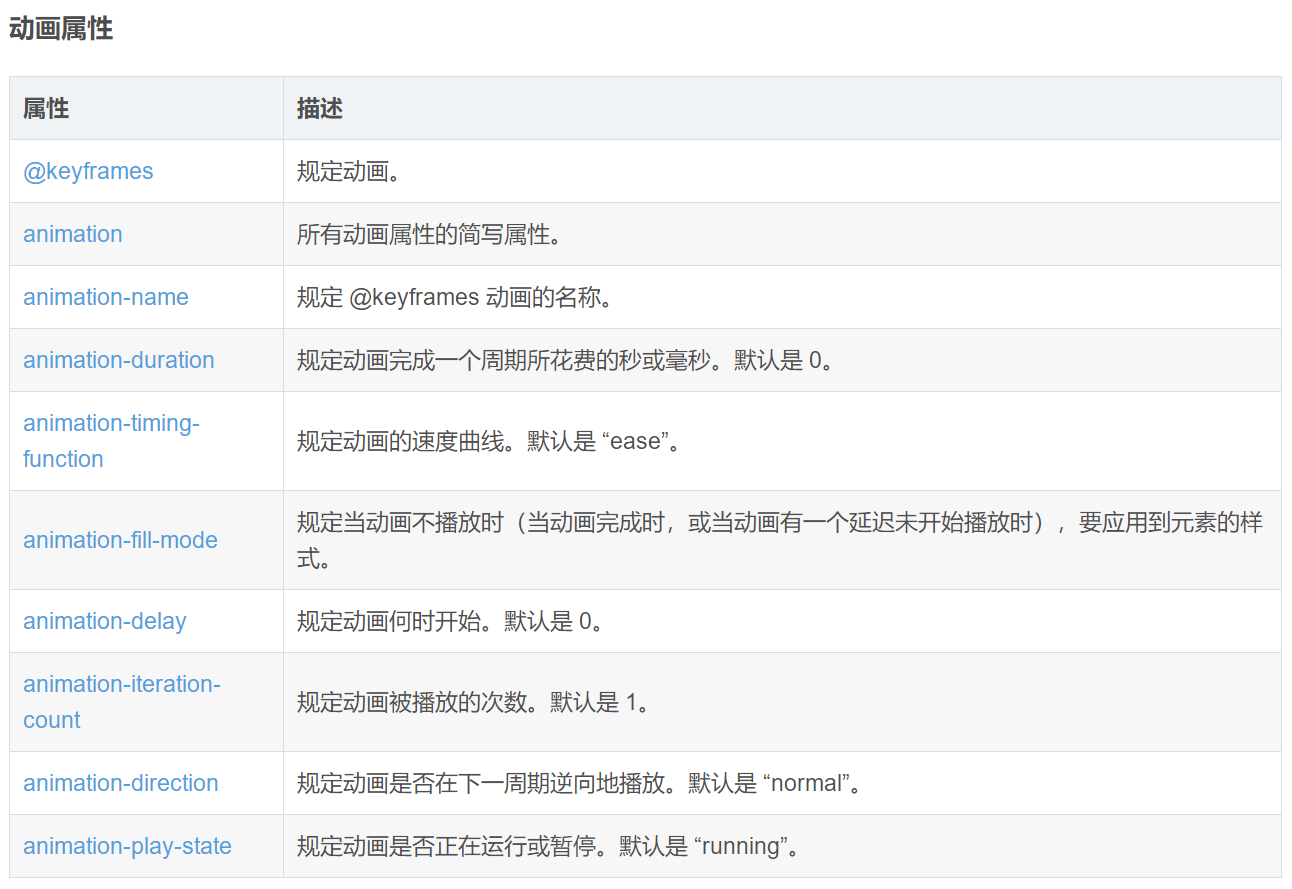 动画属性
属性 描述
@keyframes 规定动画。
animation 所有动画属性的简写属性。
animation-name 规定 @keyframes 动画的名称。
animation-duration 规定动画完成一个周期所花费的秒或毫秒。默认是 0。
animation-timing-
function
规定动画的速度曲线。默认是 “ease”。
animation-fill-mode
规定当动画不播放时（当动画完成时，或当动画有一个延迟未开始播放时），要应用到元素的样
式。
animation-delay 规定动画何时开始。默认是 0。
animation-iteration-
count
规定动画被播放的次数。默认是 1。
animation-direction 规定动画是否在下一周期逆向地播放。默认是 “normal”。
animation-play-state 规定动画是否正在运行或暂停。默认是 “running”。